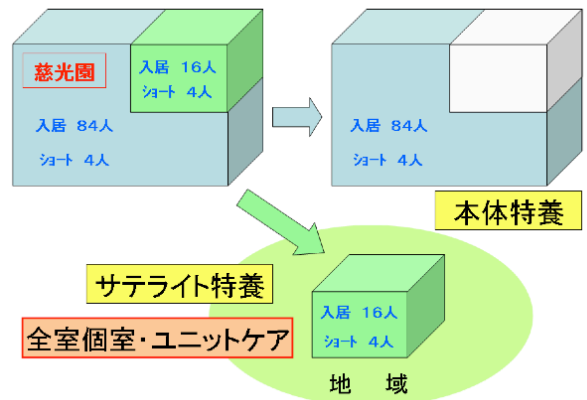 慈光園
入居 16人
ショート 4人
入居 84人
ショート 4人
入居 84人
ショート 4人
本体特養
サテライト特養
全室個室・ユニットケア
入居 16人
ショート 4人
地 域